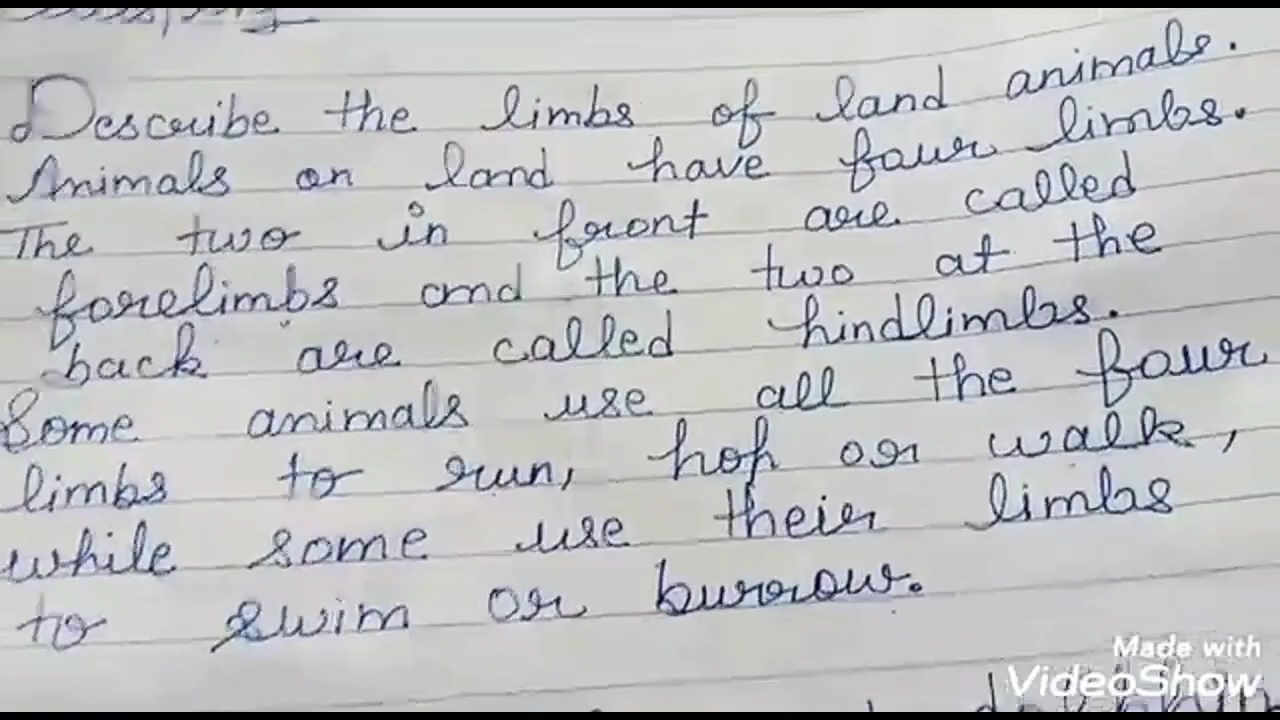 Describe the limbs of land animals.
Animals on land have four limbs.
The two in front are called
forelimbs and the two at the
back are called hindlimbs.
Some animals use all the four
limbs to run, hop or walk,
while some use their limbs
to swim or burrow.
Made with
VideoShow